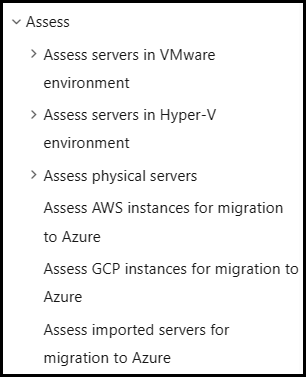 Assess
Assess servers in VMware
environment
Assess servers in Hyper-V
environment
Assess physical servers
Assess AWS instances for migration
to Azure
Assess GCP instances for migration to
Azure
Assess imported servers for
migration to Azure